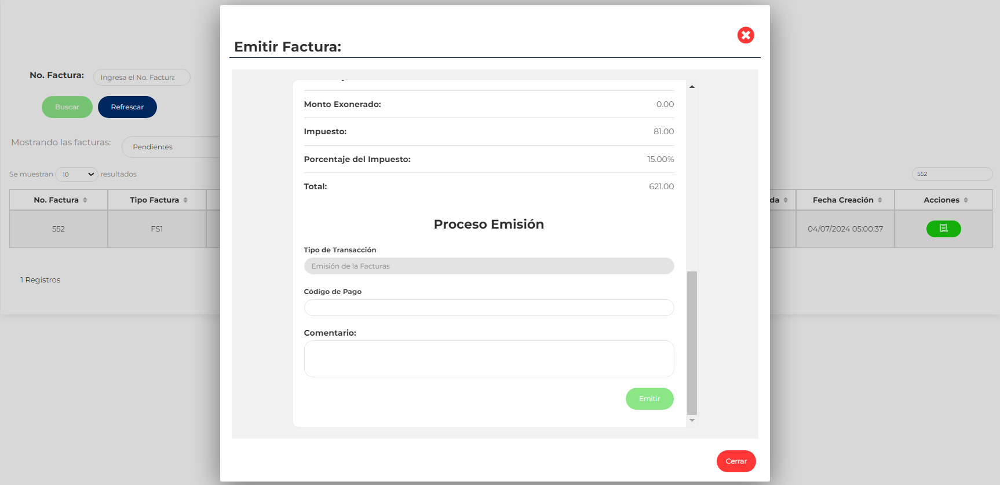 Emitir Factura:
No. Factura: Ingresa el No. Factura
Buscar Refrescar
Mostrando las facturas: Pendientes
Se muestran 10 resultados
552
No. Factura Tipo Factura
da Fecha Creación Acciones
552 FS1
04/07/2024 05:00:37
1 Registros
Monto Exonerado: 0.00
Impuesto: 81.00
Porcentaje del Impuesto: 15.00%
Total: 621.00
Proceso Emisión
Tipo de Transacción
Emisión de la Facturas
Código de Pago
Comentario:
Emitir
Cerrar